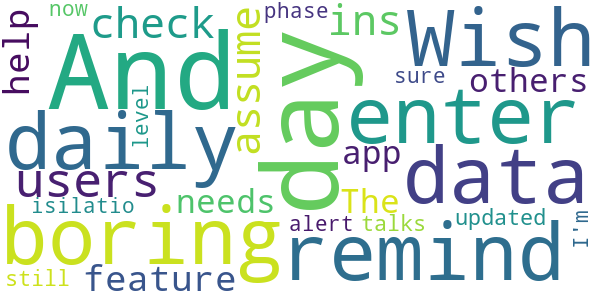 now
phase
check
ins
Wish
help
And
assume
day
sure
others
daily
level
enter
users
app
data
isilatio
needs
The
boring
alert
talks
updated
I'm
still
feature
remind